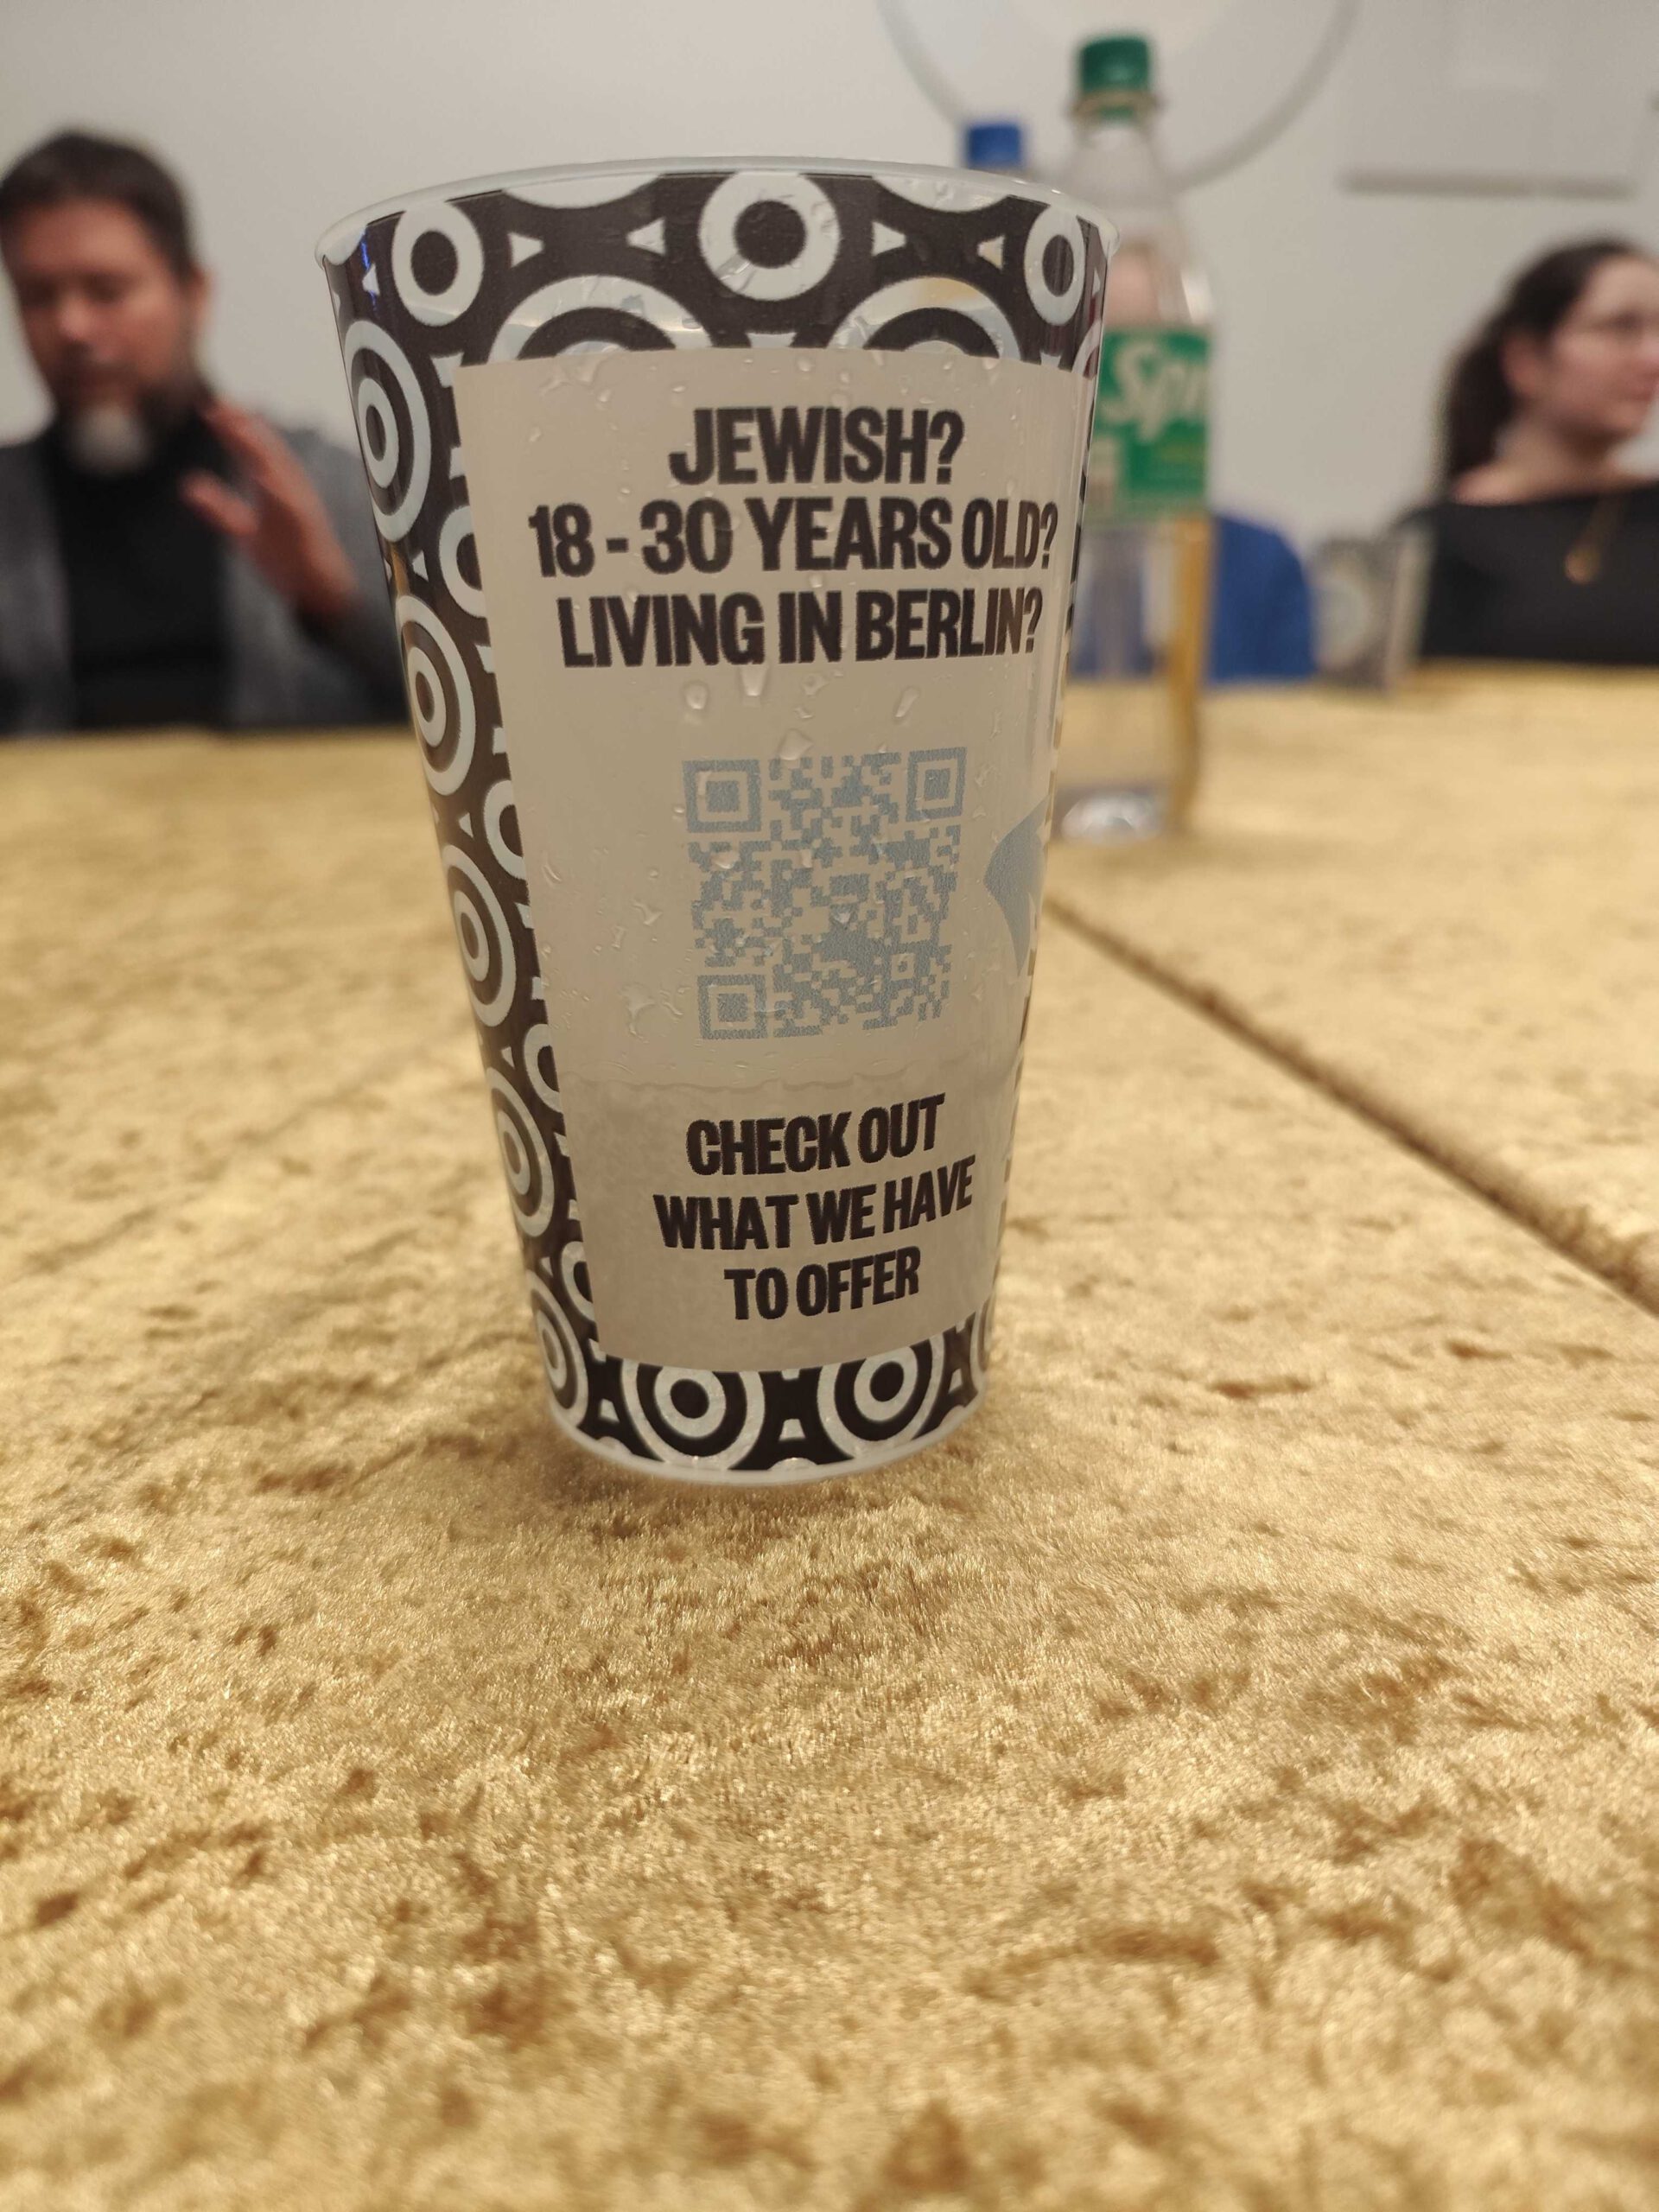 JEWISH?
18 - 30 YEARS OLD?
LIVING IN BERLIN?
CHECK OUT
WHAT WE HAVE
TO OFFER